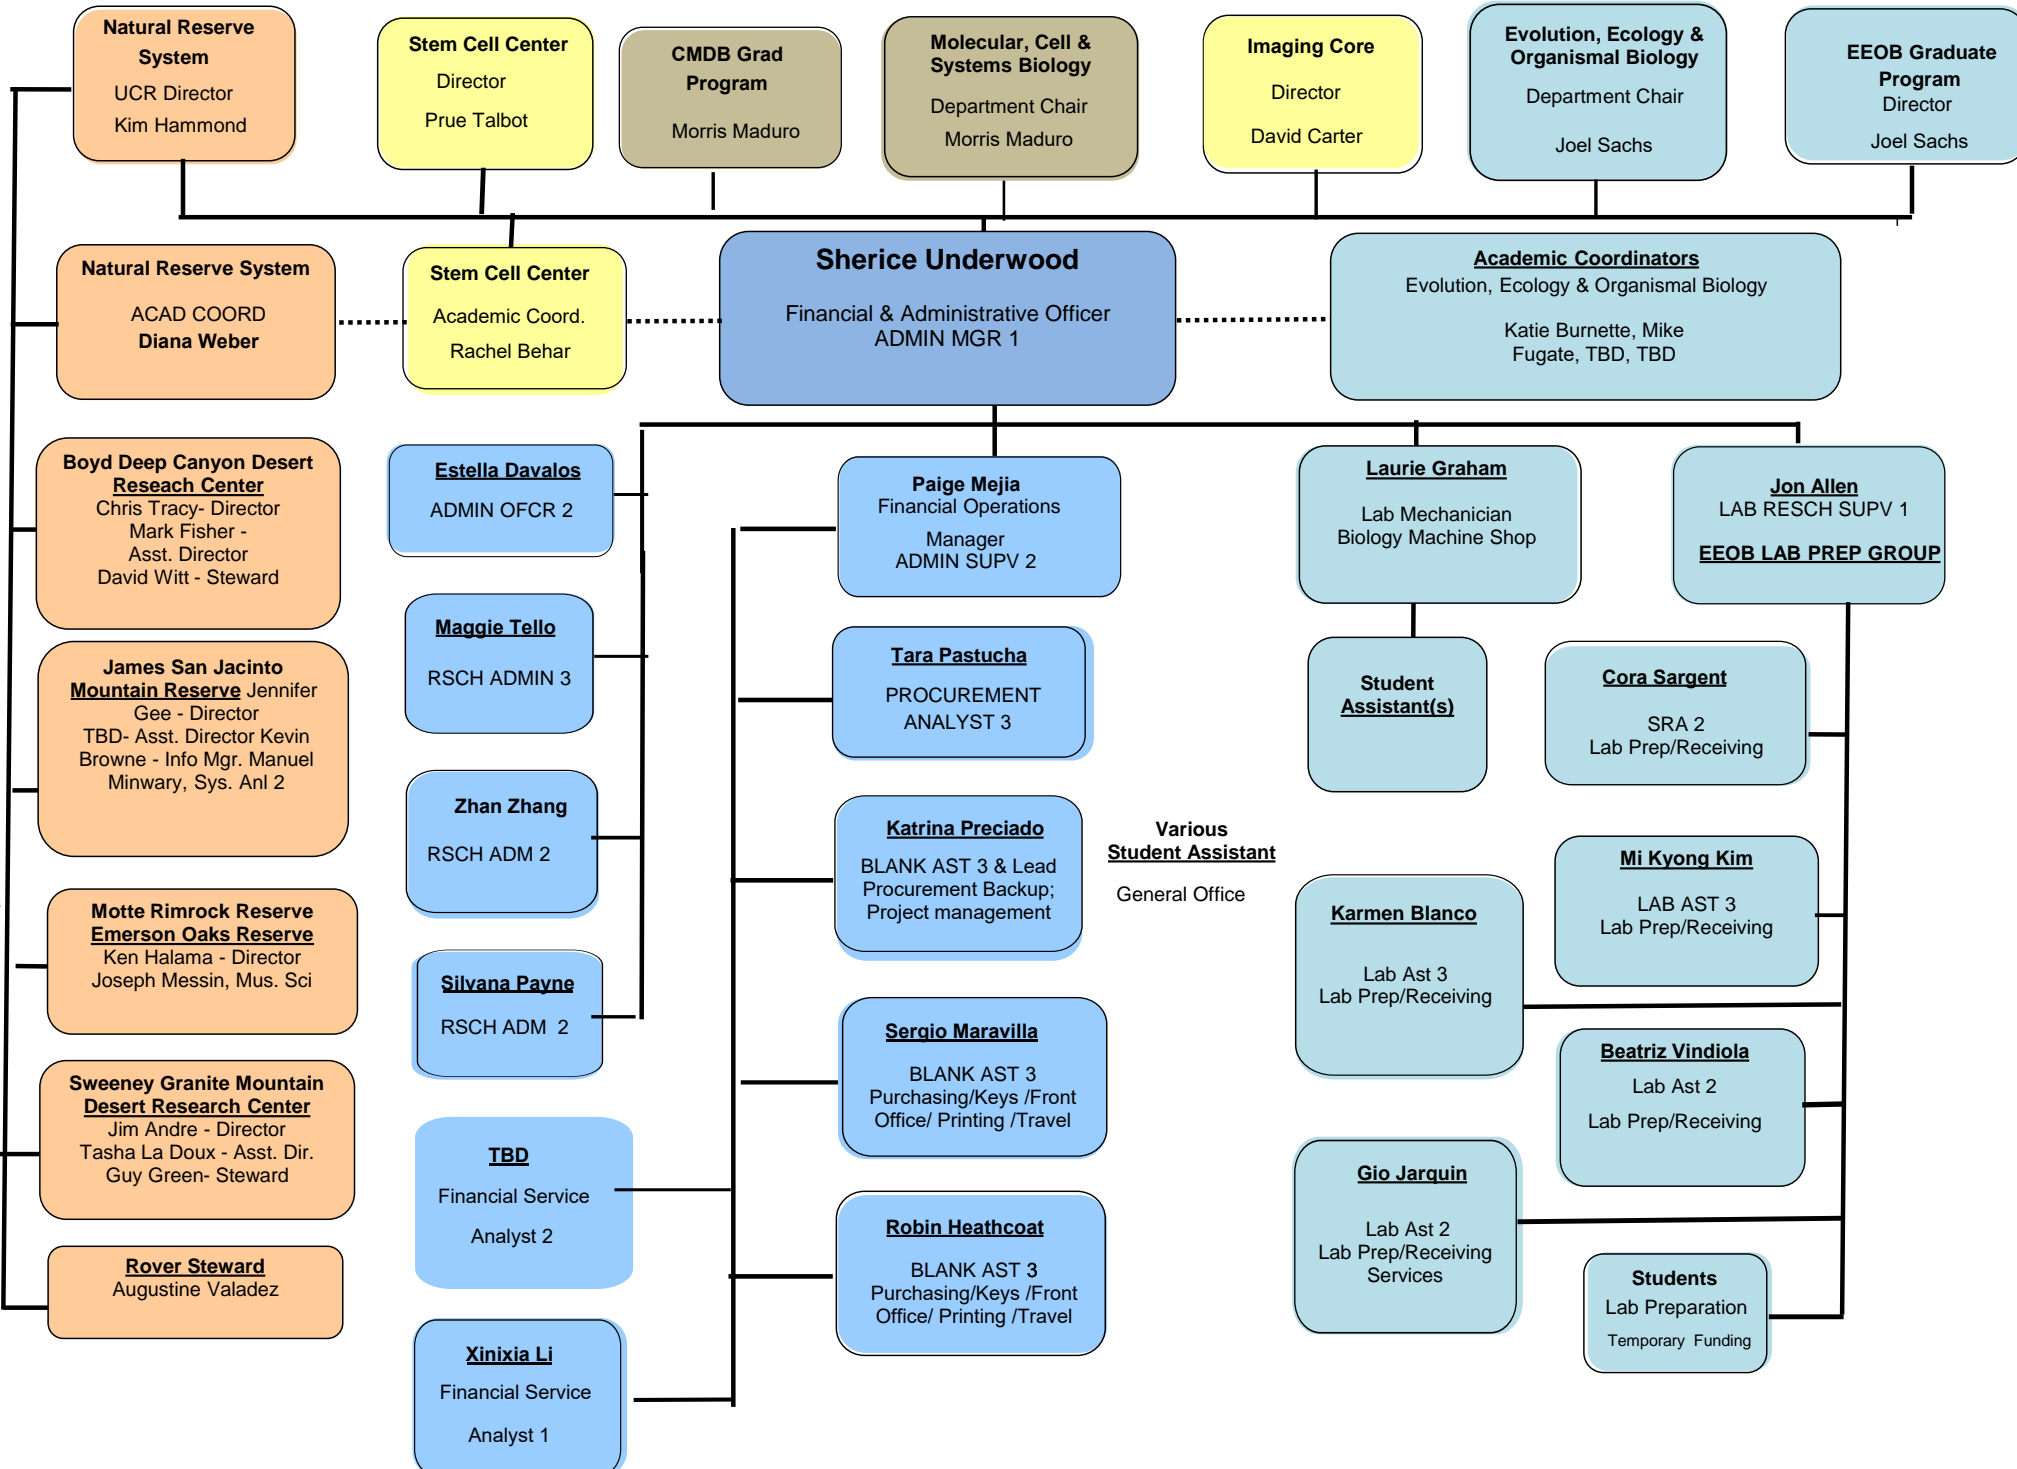 Natural Reserve
System
UCR Director
Kim Hammond
Stem Cell Center
Director
Prue Talbot
CMDB Grad
Program
Morris Maduro
Molecular, Cell &
Systems Biology
Department Chair
Morris Maduro
Imaging Core
Director
David Carter
Evolution, Ecology &
Organismal Biology
Department Chair
Joel Sachs
EEOB Graduate
Program
Director
Joel Sachs
Natural Reserve System
ACAD COORD
Diana Weber
Stem Cell Center
Academic Coord.
Rachel Behar
Sherice Underwood
Financial & Administrative Officer
ADMIN MGR 1
Academic Coordinators
Evolution, Ecology & Organismal Biology
Katie Burnette, Mike
Fugate, TBD, TBD
Boyd Deep Canyon Desert
Reseach Center
Chris Tracy- Director
Mark Fisher -
Asst. Director
David Witt - Steward
James San Jacinto
Mountain Reserve Jennifer
Gee - Director
TBD- Asst. Director Kevin
Browne - Info Mgr. Manuel
Minwary, Sys. Anl 2
Motte Rimrock Reserve
Emerson Oaks Reserve
Ken Halama - Director
Joseph Messin, Mus. Sci
Sweeney Granite Mountain
Desert Research Center
Jim Andre - Director
Tasha La Doux - Asst. Dir.
Guy Green- Steward
Rover Steward
Augustine Valadez
Estella Davalos
ADMIN OFCR 2
Maggie Tello
RSCH ADMIN 3
Zhan Zhang
RSCH ADM 2
Silvana Payne
RSCH ADM 2
TBD
Financial Service
Analyst 2
Xinixia Li
Financial Service
Analyst 1
Paige Mejia
Financial Operations
Manager
ADMIN SUPV 2
Tara Pastucha
PROCUREMENT
ANALYST 3
Katrina Preciado
BLANK AST 3 & Lead
Procurement Backup;
Project management
Various
Student Assistant
General Office
Sergio Maravilla
BLANK AST 3
Purchasing/Keys /Front
Office/ Printing /Travel
Robin Heathcoat
BLANK AST 3
Purchasing/Keys /Front
Office/ Printing /Travel
Laurie Graham
Lab Mechanician
Biology Machine Shop
Student
Assistant(s)
Jon Allen
LAB RESCH SUPV 1
EEOB LAB PREP GROUP
Cora Sargent
SRA 2
Lab Prep/Receiving
Mi Kyong Kim
LAB AST 3
Lab Prep/Receiving
Karmen Blanco
Lab Ast 3
Lab Prep/Receiving
Beatriz Vindiola
Lab Ast 2
Lab Prep/Receiving
Gio Jarquin
Lab Ast 2
Lab Prep/Receiving
Services
Students
Lab Preparation
Temporary Funding